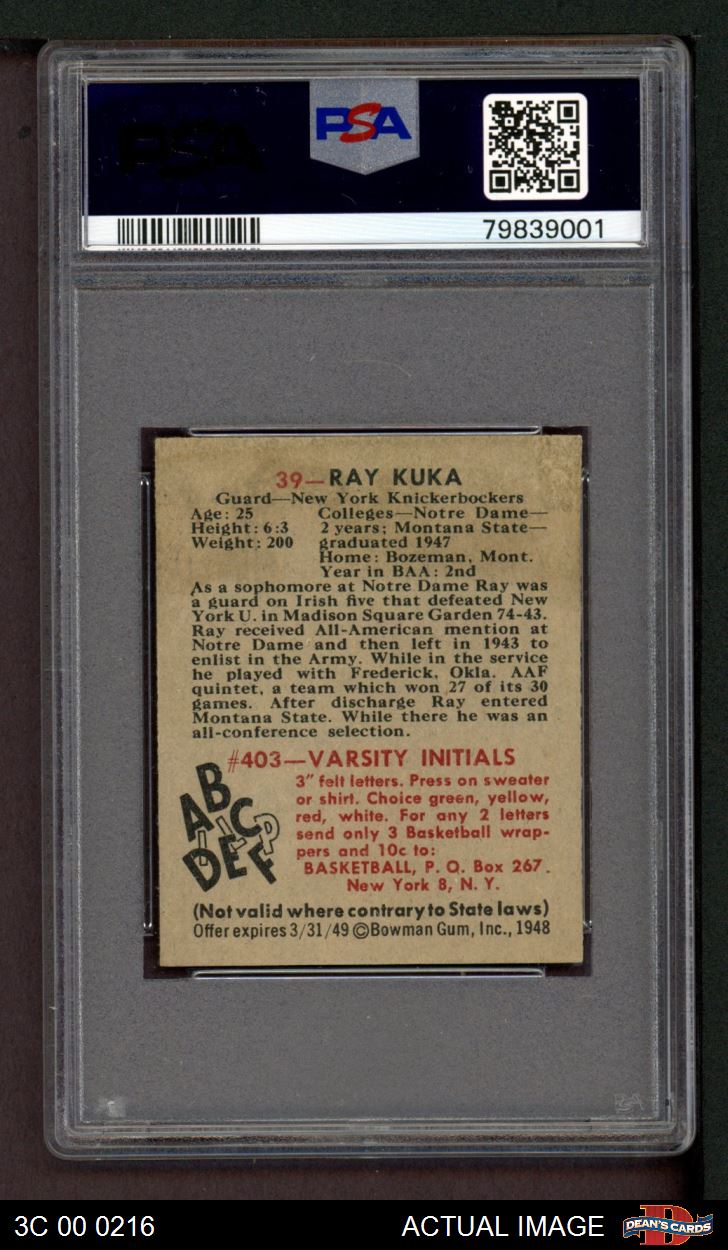 PSA
79839001
39—RAY KUKA
Guard—New York Knickerbockers
Age: 25 Colleges—Notre Dame—
Height: 6:3 2 years; Montana State—
Weight: 200 graduated 1947
Home: Bozeman, Mont.
Year in BAA: 2nd
As a sophomore at Notre Dame Ray was
a guard on Irish five that defeated New
York U. in Madison Square Garden 74-43.
Ray received All-American mention at
Notre Dame and then left in 1943 to
enlist in the Army. While in the service
he played with Frederick, Okla. AAF
quintet, a team which won 27 of its 30
games. After discharge Ray entered
Montana State. While there he was an
all-conference selection.
#403—VARSITY INITIALS
3" felt letters. Press on sweater
or shirt. Choice green, yellow,
red, white. For any 2 letters
send only 3 Basketball wrap-
pers and 10c to:
BASKETBALL, P. O. Box 267.
New York 8, N. Y.
(Not valid where contrary to State laws)
Offer expires 3/31/49 ©Bowman Gum, Inc., 1948
3C 00 0216
ACTUAL IMAGE
DEAN'S CARDS